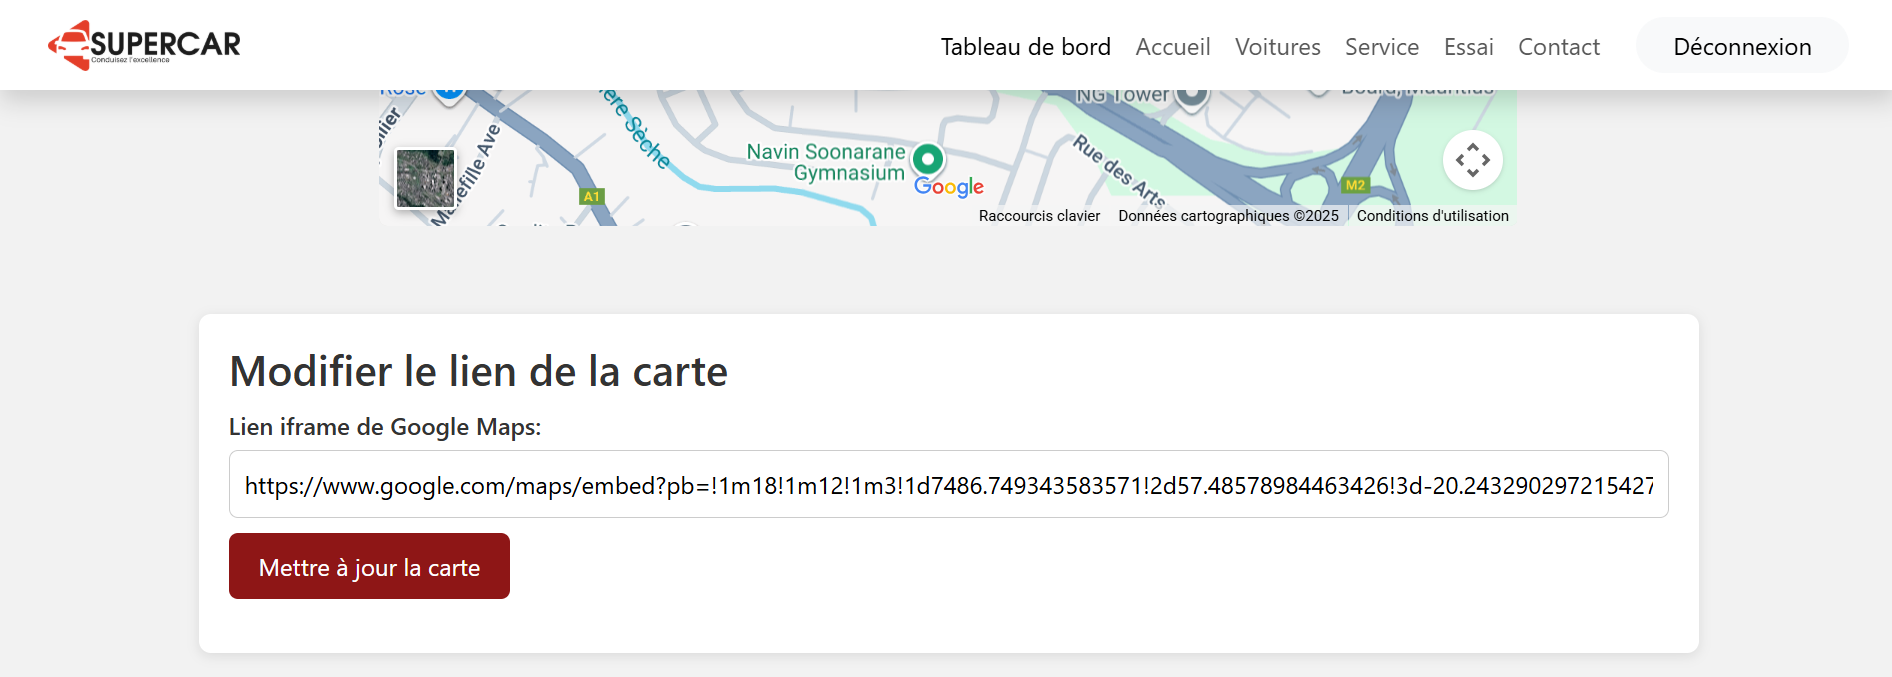 SUPERCAR
Conduisez l'excellence
Tableau de bord Accueil Voitures Service Essai Contact Déconnexion
Rose
NG Tower
Mauritius
Rue des Arts
Navin Soonarane
Gymnasium
A1
M2
Google
Raccourcis clavier Données cartographiques ©2025 Conditions d'utilisation
Modifier le lien de la carte
Lien iframe de Google Maps:
https://www.google.com/maps/embed?pb=!1m18!1m12!1m3!1d7486.749343583571!2d57.48578984463426!3d-20.243290297215427
Mettre à jour la carte